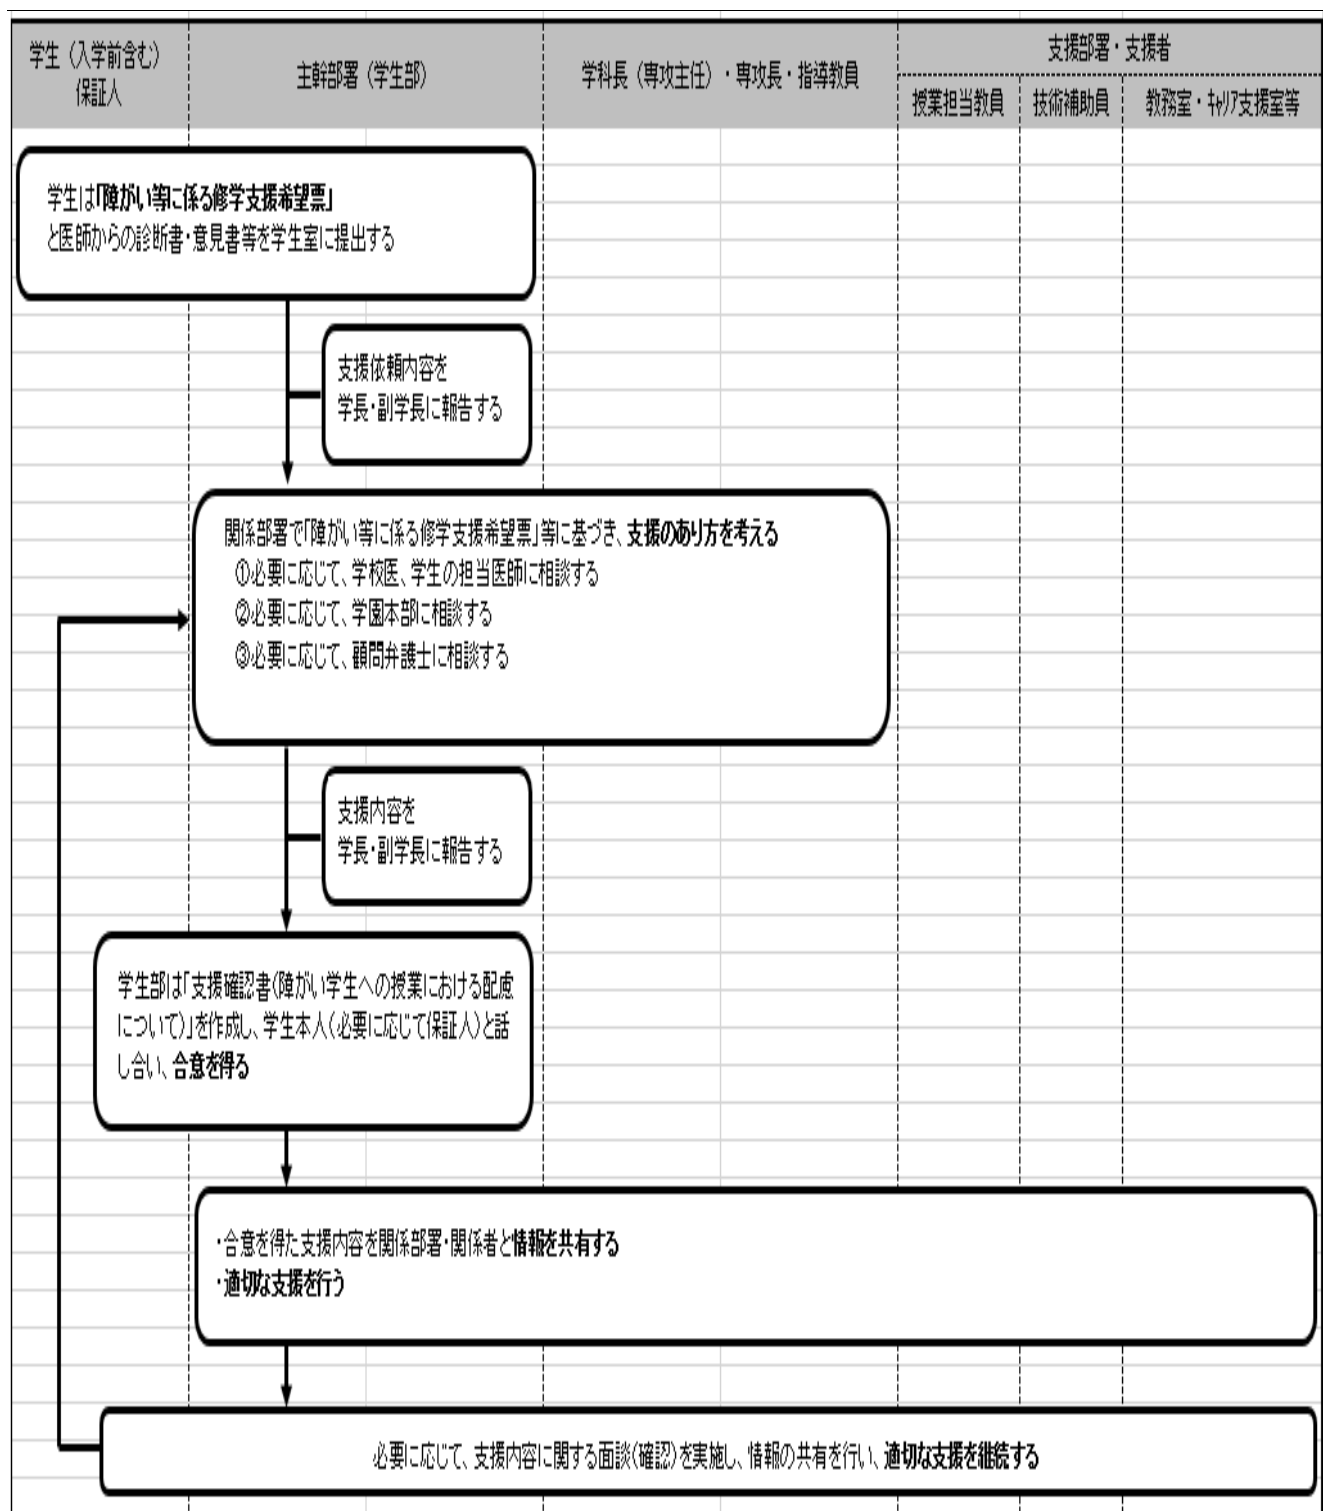 学生（入学前含む）
保証人
主幹部署（学生部）
学科長（専攻主任）・専攻長・指導教員
支援部署・支援者
授業担当教員
技術補助員
教務室・ｷｬﾘｱ支援室等
学生は「障がい等に係る修学支援希望票」
と医師からの診断書・意見書等を学生室に提出する
支援依頼内容を
学長・副学長に報告する
関係部署で「障がい等に係る修学支援希望票」等に基づき、支援のあり方を考える
①必要に応じて、学校医、学生の担当医師に相談する
②必要に応じて、学園本部に相談する
③必要に応じて、顧問弁護士に相談する
支援内容を
学長・副学長に報告する
学生部は「支援確認書（障がい学生への授業における配慮
について）」を作成し、学生本人（必要に応じて保証人）と話
し合い、合意を得る
・合意を得た支援内容を関係部署・関係者と情報を共有する
・適切な支援を行う
必要に応じて、支援内容に関する面談（確認）を実施し、情報の共有を行い、適切な支援を継続する